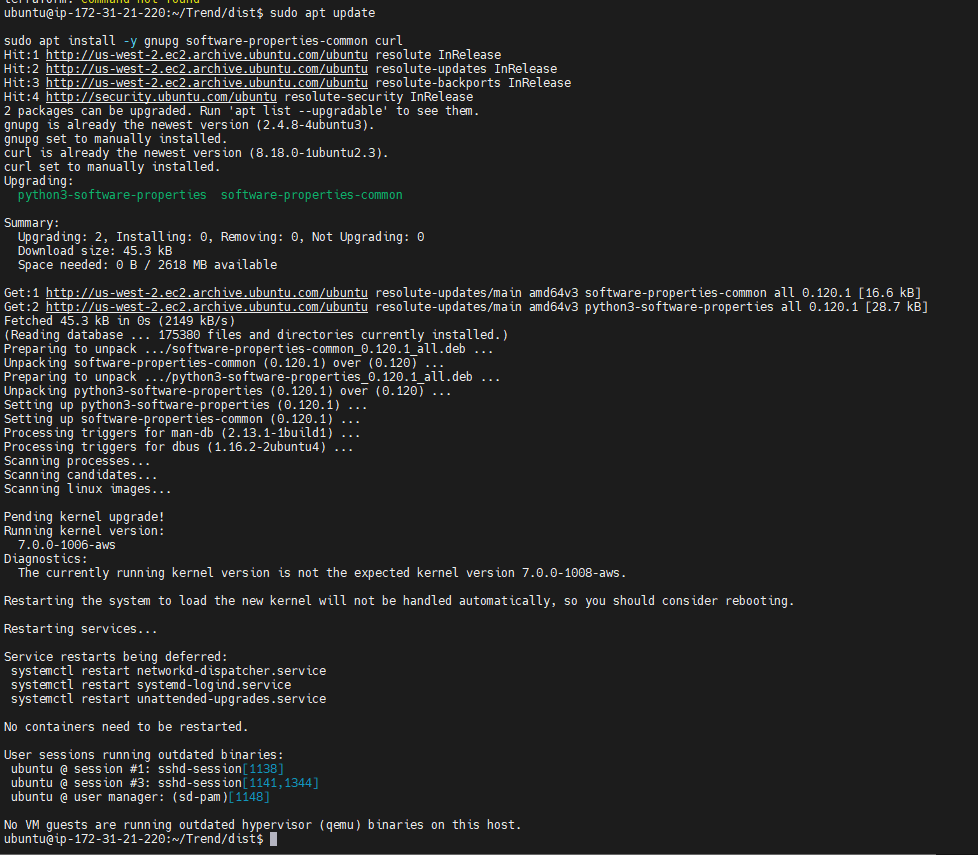 terraform: command not found
ubuntu@ip-172-31-21-220:~/Trend/dist$ sudo apt update
sudo apt install -y gnupg software-properties-common curl
Hit:1 http://us-west-2.ec2.archive.ubuntu.com/ubuntu resolute InRelease
Hit:2 http://us-west-2.ec2.archive.ubuntu.com/ubuntu resolute-updates InRelease
Hit:3 http://us-west-2.ec2.archive.ubuntu.com/ubuntu resolute-backports InRelease
Hit:4 http://security.ubuntu.com/ubuntu resolute-security InRelease
2 packages can be upgraded. Run 'apt list --upgradable' to see them.
gnupg is already the newest version (2.4.8-4ubuntu3).
gnupg set to manually installed.
curl is already the newest version (8.18.0-1ubuntu2.3).
curl set to manually installed.
Upgrading:
  python3-software-properties  software-properties-common
Summary:
  Upgrading: 2, Installing: 0, Removing: 0, Not Upgrading: 0
  Download size: 45.3 kB
  Space needed: 0 B / 2618 MB available
Get:1 http://us-west-2.ec2.archive.ubuntu.com/ubuntu resolute-updates/main amd64v3 software-properties-common all 0.120.1 [16.6 kB]
Get:2 http://us-west-2.ec2.archive.ubuntu.com/ubuntu resolute-updates/main amd64v3 python3-software-properties all 0.120.1 [28.7 kB]
Fetched 45.3 kB in 0s (2149 kB/s)
(Reading database ... 175380 files and directories currently installed.)
Preparing to unpack .../software-properties-common_0.120.1_all.deb ...
Unpacking software-properties-common (0.120.1) over (0.120) ...
Preparing to unpack .../python3-software-properties_0.120.1_all.deb ...
Unpacking python3-software-properties (0.120.1) over (0.120) ...
Setting up python3-software-properties (0.120.1) ...
Setting up software-properties-common (0.120.1) ...
Processing triggers for man-db (2.13.1-1build1) ...
Processing triggers for dbus (1.16.2-2ubuntu4) ...
Scanning processes...
Scanning candidates...
Scanning linux images...
Pending kernel upgrade!
Running kernel version:
  7.0.0-1006-aws
Diagnostics:
  The currently running kernel version is not the expected kernel version 7.0.0-1008-aws.
Restarting the system to load the new kernel will not be handled automatically, so you should consider rebooting.
Restarting services...
Service restarts being deferred:
 systemctl restart networkd-dispatcher.service
 systemctl restart systemd-logind.service
 systemctl restart unattended-upgrades.service
No containers need to be restarted.
User sessions running outdated binaries:
 ubuntu @ session #1: sshd-session[1138]
 ubuntu @ session #3: sshd-session[1141,1344]
 ubuntu @ user manager: (sd-pam)[1148]
No VM guests are running outdated hypervisor (qemu) binaries on this host.
ubuntu@ip-172-31-21-220:~/Trend/dist$